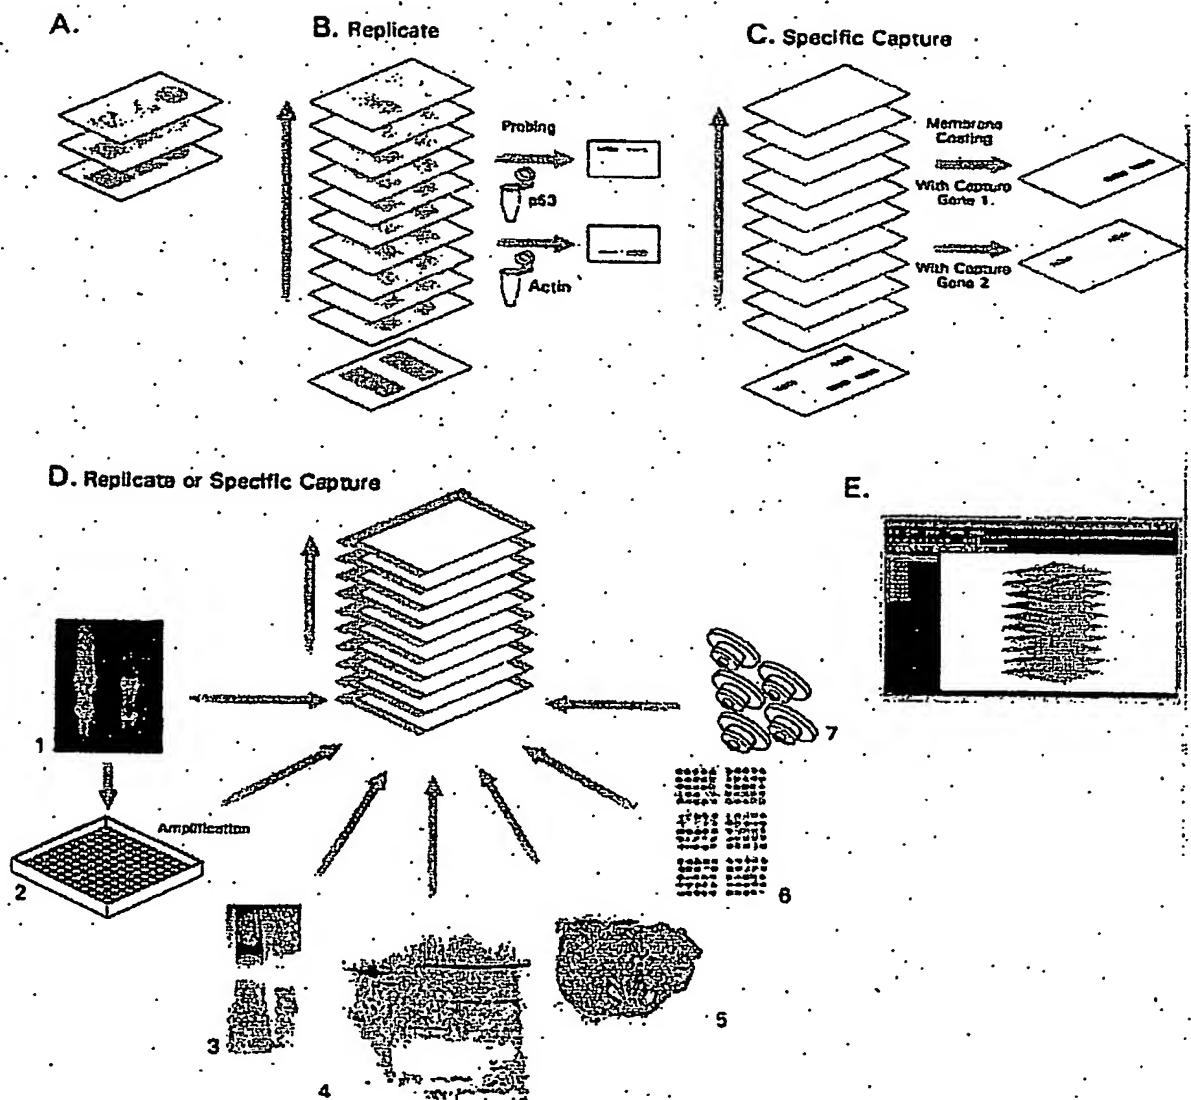 A.
B. Replicate
Probing
p53
Actin
C. Specific Capture
Membrane
Coating
With Capture
Gene 1.
With Capture
Gene 2
D. Replicate or Specific Capture
1
Amplification
2
3
4
5
6
7
E.